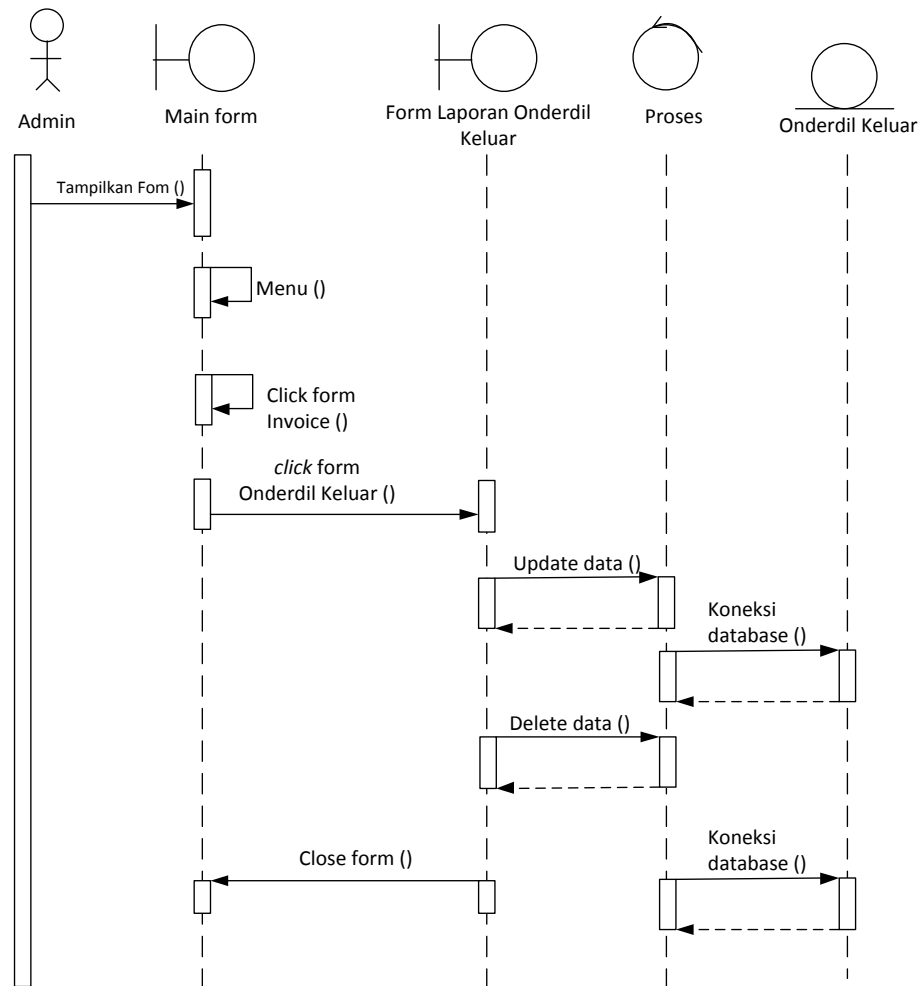 Admin
Main form
Form Laporan Onderdil
Keluar
Proses
Onderdil Keluar
Tampilkan Fom ()
Menu ()
Click form
Invoice ()
click form
Onderdil Keluar ()
Update data ()
Koneksi
database ()
Delete data ()
Close form ()
Koneksi
database ()